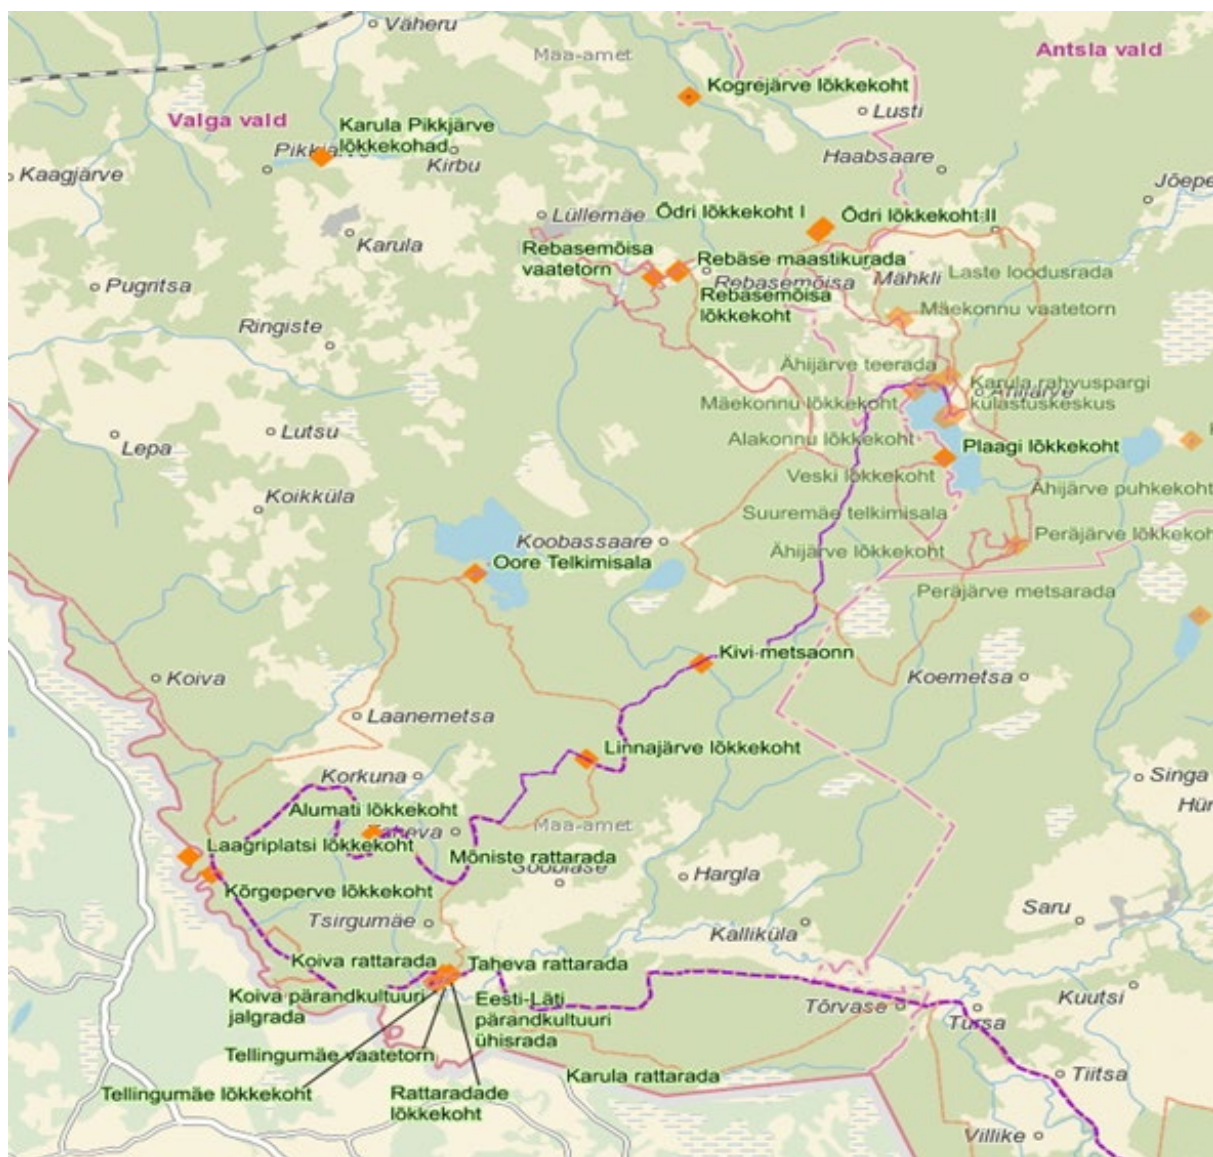 Väheru
Maa-amet
Antsla vald
Kogrejärve lõkkekoht
Lusti
Valga vald
Karula Pikkjärve
lõkkekohad
Kirbu
Haabsaare
Kaagjärve
Lüllemäe
Õdri lõkkekoht I
Õdri lõkkekoht II
Karula
Rebasemõisa
vaatetorn
Rebäse maastikurada
Rebasemõisa
Mähkli
Laste loodusrada
Pugritsa
Rebasemõisa
lõkkekoht
Mäekonnu vaatetorn
Ringiste
Ähijärve teerada
Karula rahvuspargi
külastuskeskus
Ähijärve
Mäekonnu lõkkekoht
Lutsu
Lepa
Alakonnu lõkkekoht
Plaagi lõkkekoht
Veski lõkkekoht
Ähijärve puhkekoht
Koikküla
Suuremäe telkimisala
Koobassaare
Peräjärve lõkkekoh
Ähijärve lõkkekoht
Oore Telkimisala
Peräjärve metsarada
Kivi metsaonn
Koiva
Koemetsa
Laanemetsa
Linnajärve lõkkekoht
Korkuna
Singa
Alumati lõkkekoht
Maa-amet
Laagriplatsi lõkkekoht
Mõniste rattarada
Hargla
Kõrgeperve lõkkekoht
Saru
Tsirgumäe
Kalliküla
Koiva rattarada
Taheva rattarada
Koiva pärandkultuuri
jalgrada
Eesti-Läti
pärandkultuuri
ühisrada
Kuutsi
Tõrvase
Tursa
Tellingumäe vaatetorn
Karula rattarada
Tiitsa
Tellingumäe lõkkekoht
Rattaradade
lõkkekoht
Villike